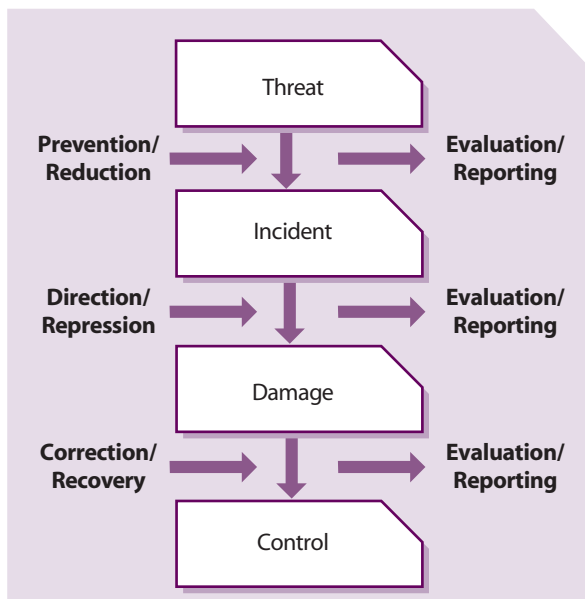 Threat
Prevention/
Reduction
Evaluation/
Reporting
Incident
Direction/
Repression
Evaluation/
Reporting
Damage
Correction/
Recovery
Evaluation/
Reporting
Control